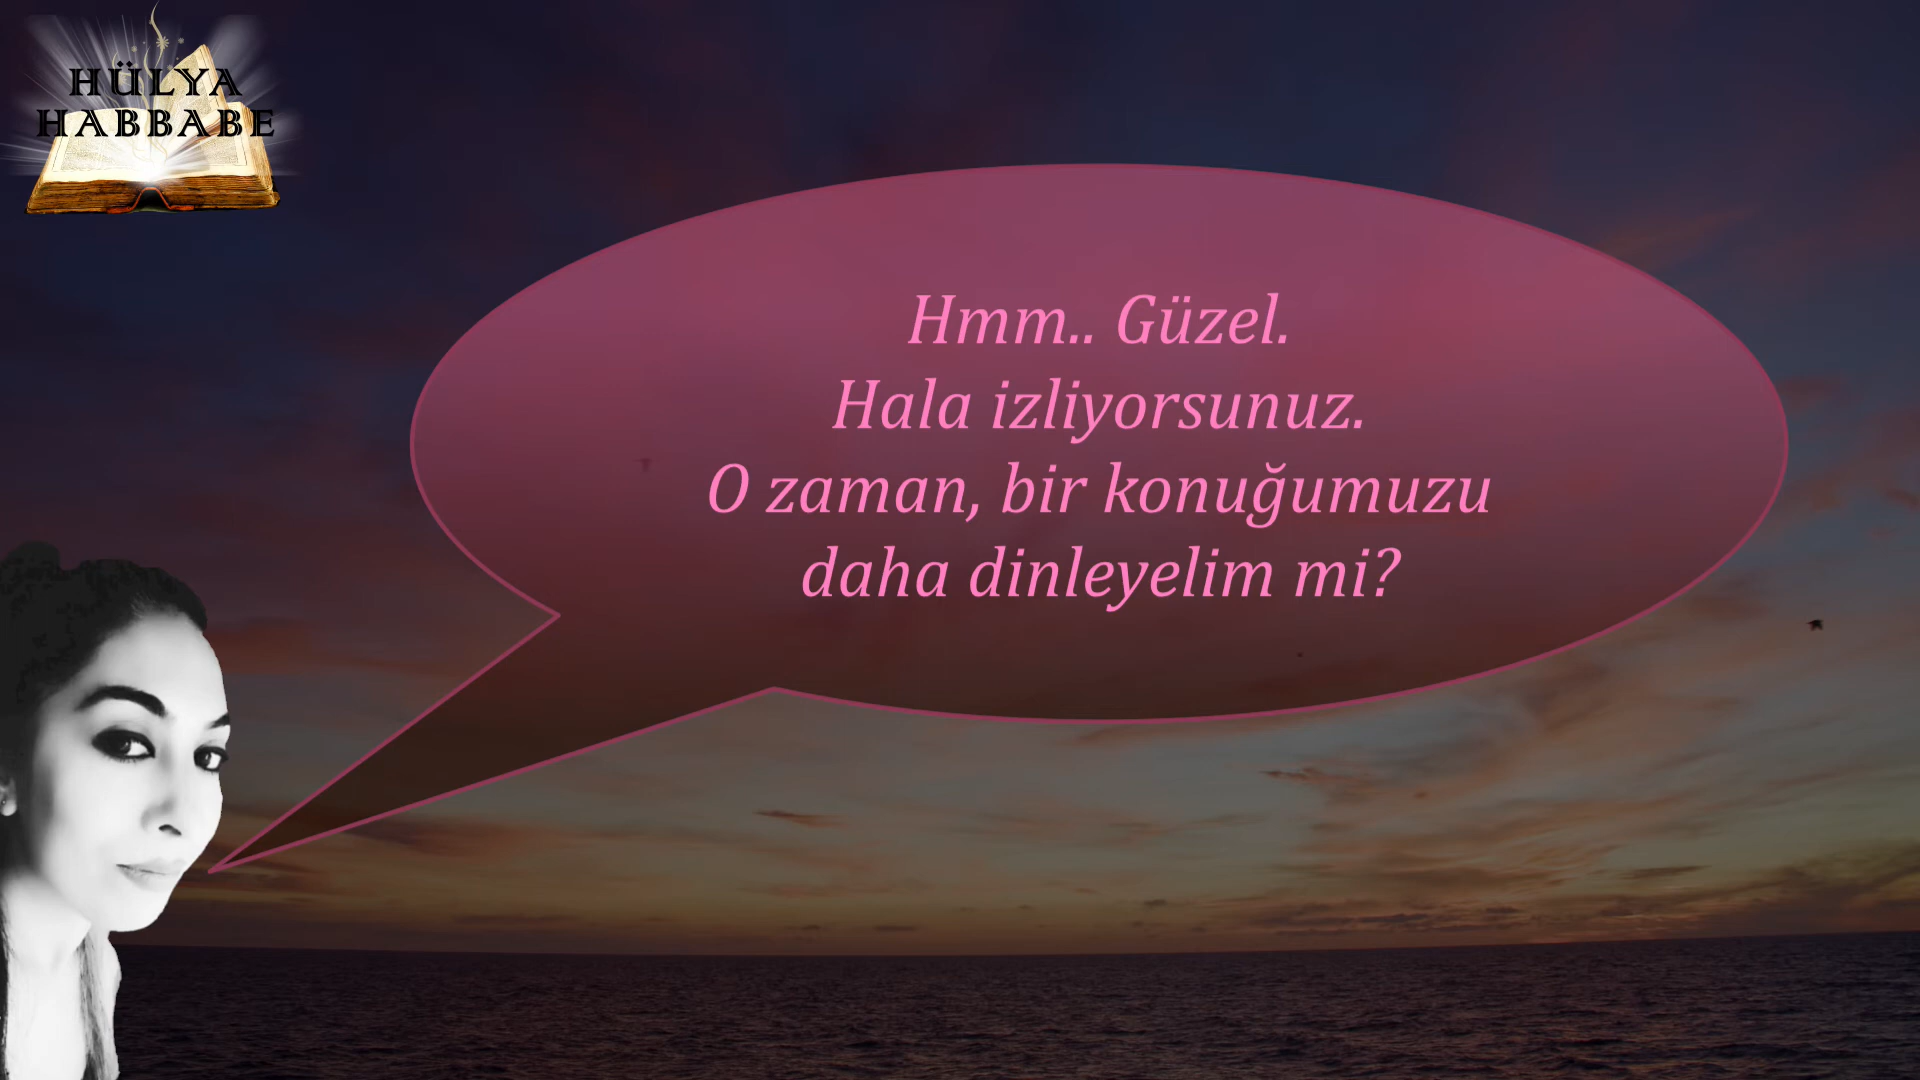 HÜLYA
HABBABE
Hmm.. Güzel.
Hala izliyorsunuz.
O zaman, bir konuğumuzu
daha dinleyelim mi?